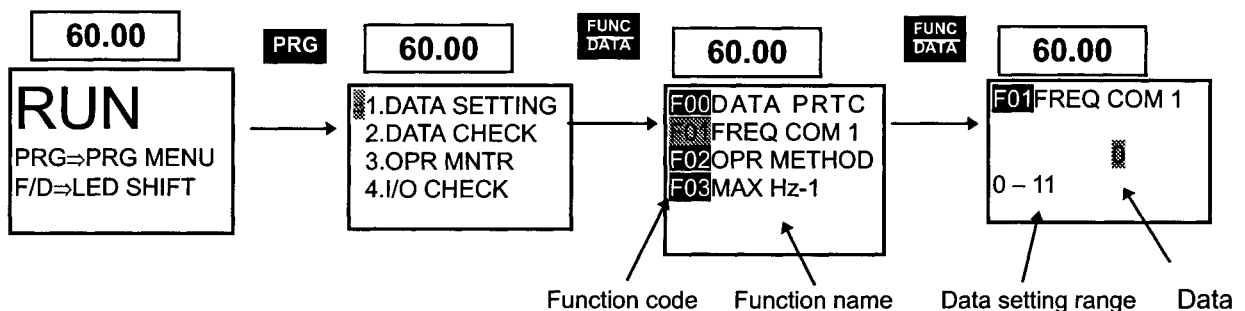 60.00
RUN
PRG⇒PRG MENU
F/D⇒LED SHIFT
PRG
60.00
1.DATA SETTING
2.DATA CHECK
3.OPR MNTR
4.I/O CHECK
FUNC
DATA
60.00
F00DATA PRTC
F01FREQ COM 1
F02OPR METHOD
F03MAX Hz-1
FUNC
DATA
60.00
F01FREQ COM 1
0
0 – 11
Function code
Function name
Data setting range
Data